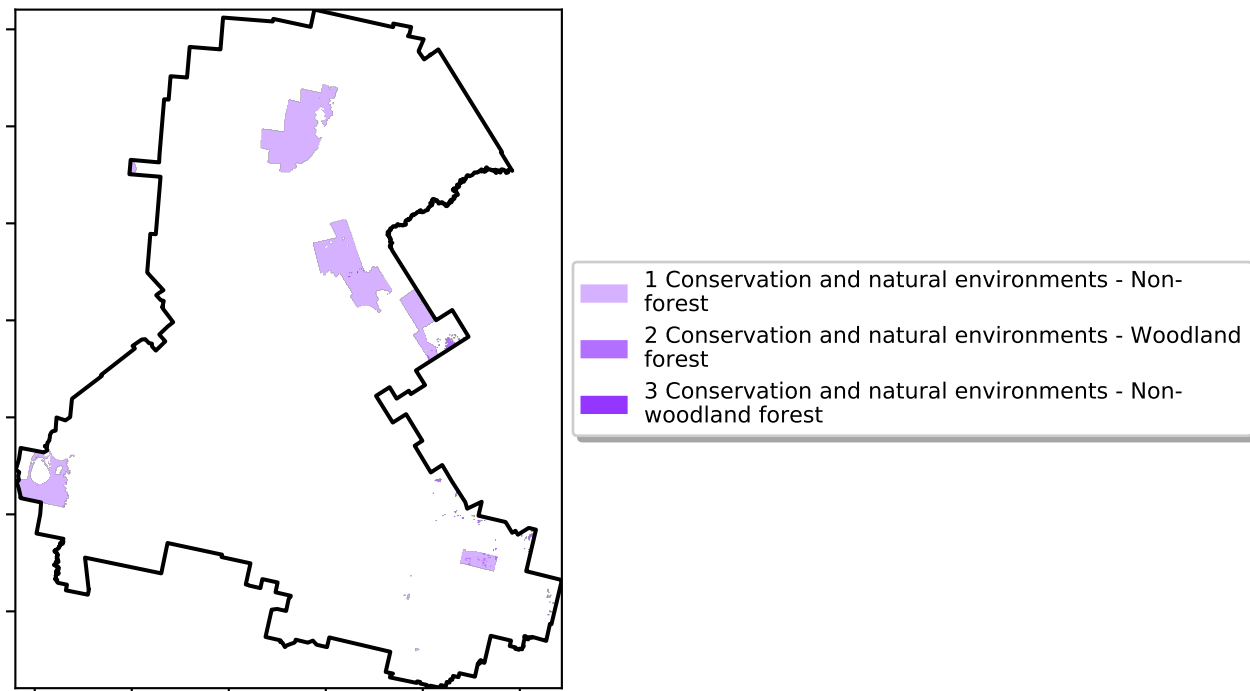 1 Conservation and natural environments - Non-
forest
2 Conservation and natural environments - Woodland
forest
3 Conservation and natural environments - Non-
woodland forest